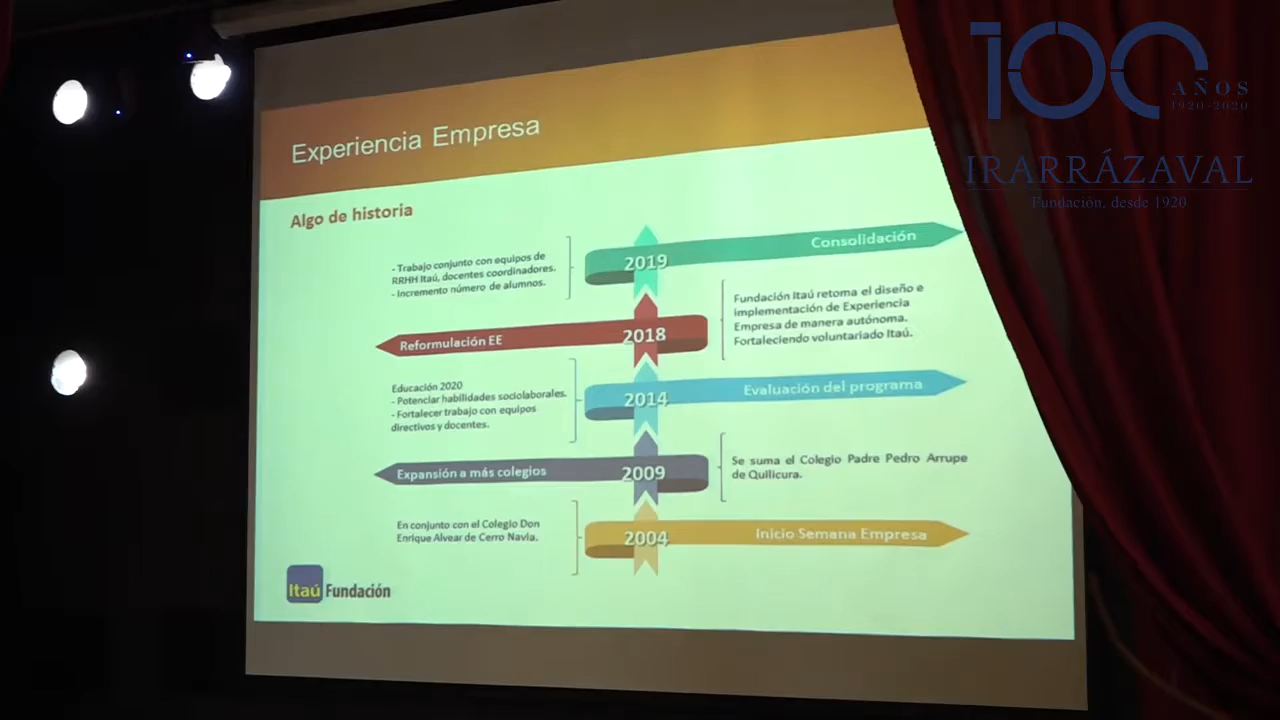 100
AÑOS
1920-2020
IRARRÁZAVAL
Fundación, desde 1920
Experiencia Empresa
Algo de historia
- Trabajo conjunto con equipos de
RRHH Itaú, docentes coordinadores.
- Incremento número de alumnos.
2019
Consolidación
Reformulación EE
2018
Fundación Itaú retoma el diseño e
implementación de Experiencia
Empresa de manera autónoma.
Fortaleciendo voluntariado Itaú.
Educación 2020
- Potenciar habilidades sociolaborales.
- Fortalecer trabajo con equipos
directivos y docentes.
2014
Evaluación del programa
Expansión a más colegios
2009
Se suma el Colegio Padre Pedro Arrupe
de Quilicura.
En conjunto con el Colegio Don
Enrique Alvear de Cerro Navia.
2004
Inicio Semana Empresa
Itaú Fundación